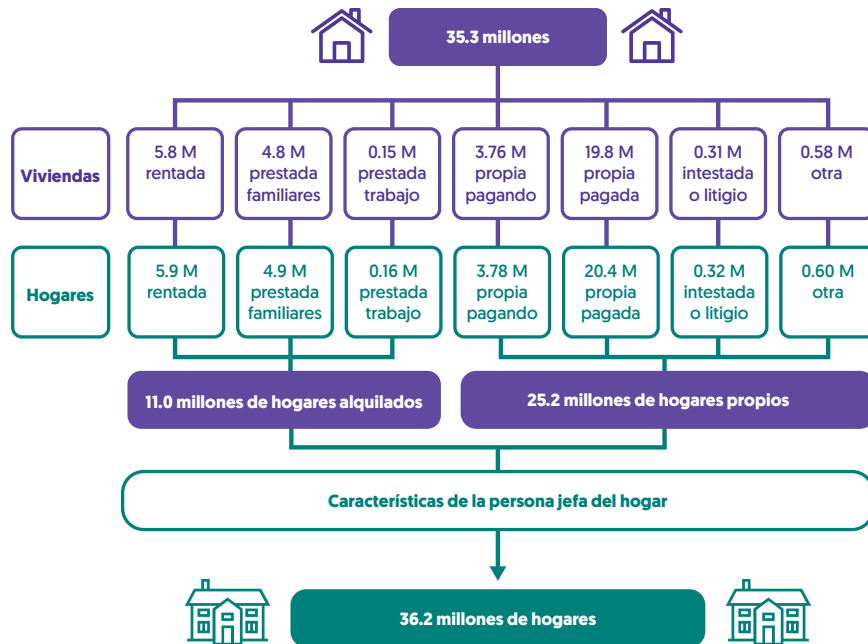 35.3 millones
Viviendas
5.8 M
rentada
4.8 M
prestada
familiares
0.15 M
prestada
trabajo
3.76 M
propia
pagando
19.8 M
propia
pagada
0.31 M
intestada
o litigio
0.58 M
otra
Hogares
5.9 M
rentada
4.9 M
prestada
familiares
0.16 M
prestada
trabajo
3.78 M
propia
pagando
20.4 M
propia
pagada
0.32 M
intestada
o litigio
0.60 M
otra
11.0 millones de hogares alquilados
25.2 millones de hogares propios
Características de la persona jefa del hogar
36.2 millones de hogares